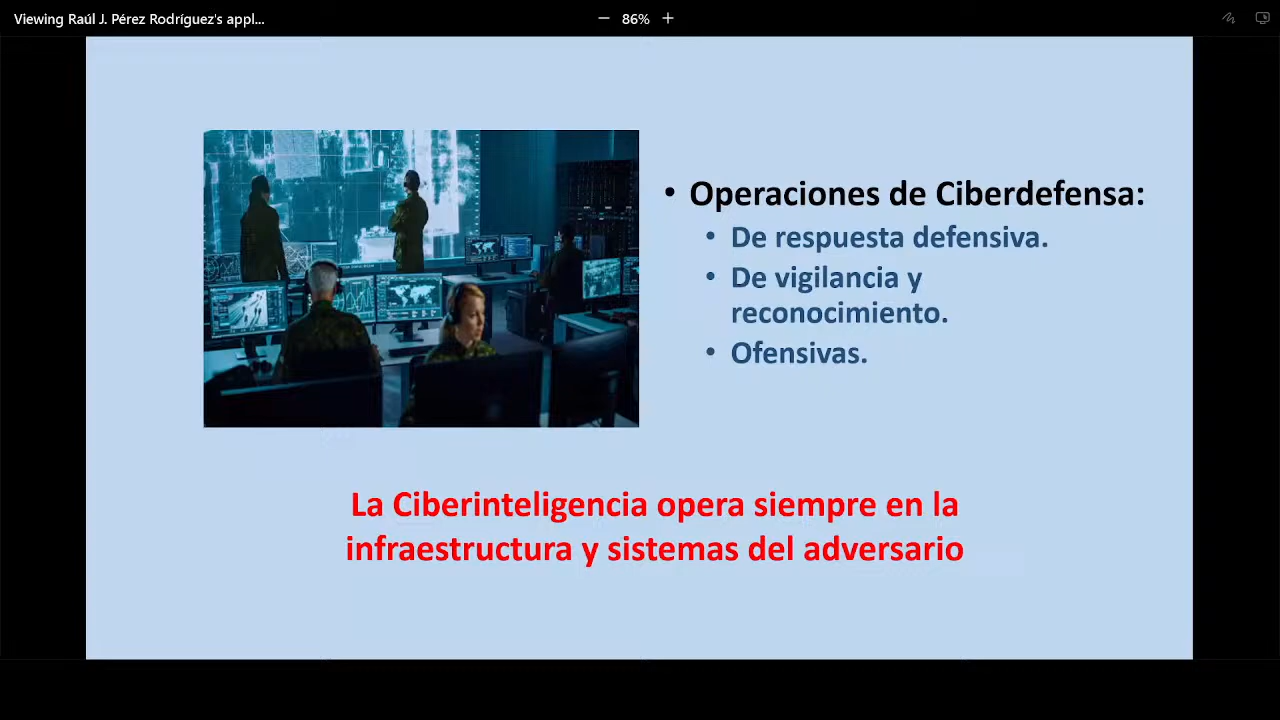 Viewing Raúl J. Pérez Rodríguez's appl...
— 86% +
• Operaciones de Ciberdefensa:
• De respuesta defensiva.
• De vigilancia y
reconocimiento.
• Ofensivas.
La Ciberinteligencia opera siempre en la
infraestructura y sistemas del adversario